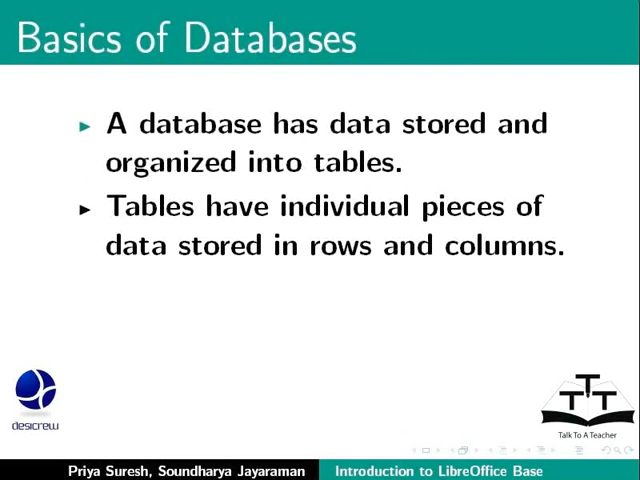 Basics of Databases
A database has data stored and
organized into tables.
Tables have individual pieces of
data stored in rows and columns.
desicrew
T T T
Talk To A Teacher
Priya Suresh, Soundharya Jayaraman
Introduction to LibreOffice Base